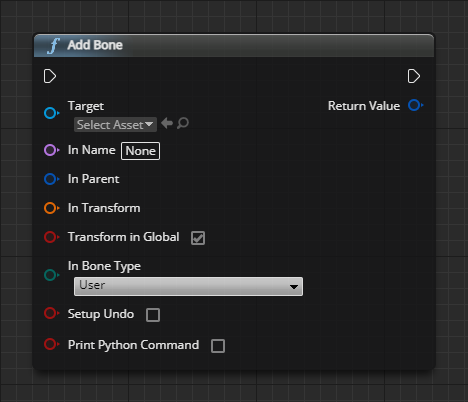 f Add Bone
Target
Return Value
Select Asset
In Name None
In Parent
In Transform
Transform in Global
In Bone Type
User
Setup Undo
Print Python Command